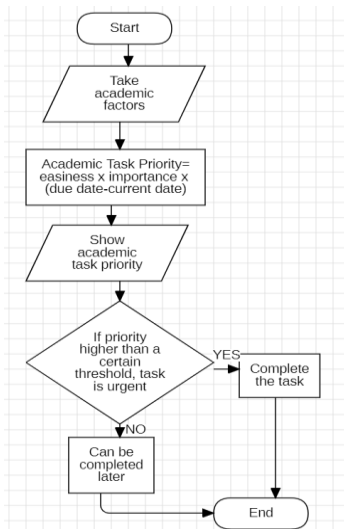 Start
Take
academic
factors
Academic Task Priority=
easiness x importance x
(due date-current date)
Show
academic
task priority
If priority
higher than a
certain
threshold, task
is urgent
YES
Complete
the task
NO
Can be
completed
later
End